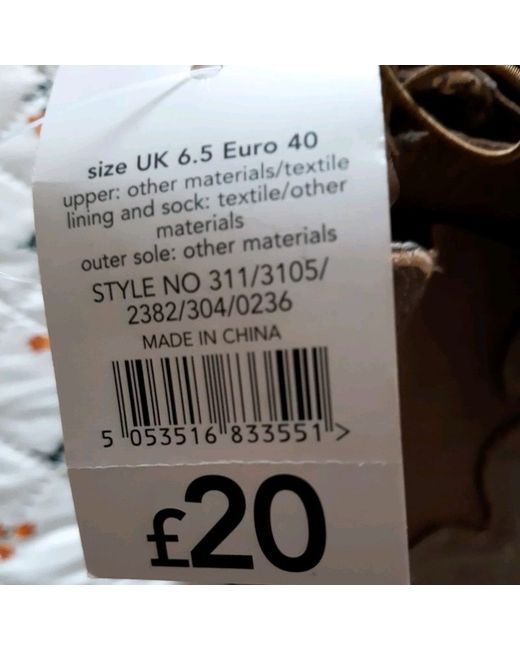 size UK 6.5 Euro 40
upper: other materials/textile
lining and sock: textile/other
materials
outer sole: other materials
STYLE NO 311/3105/
2382/304/0236
MADE IN CHINA
5 053516 833551 >
£20